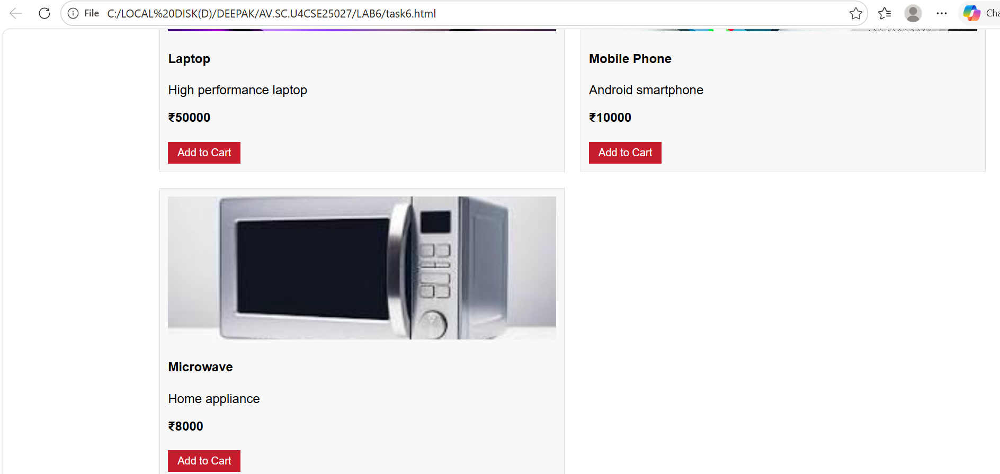 File C:/LOCAL%20DISK(D)/DEEPAK/AV.SC.U4CSE25027/LAB6/task6.html
Cha
Laptop
High performance laptop
₹50000
Add to Cart
Mobile Phone
Android smartphone
₹10000
Add to Cart
Microwave
Home appliance
₹8000
Add to Cart